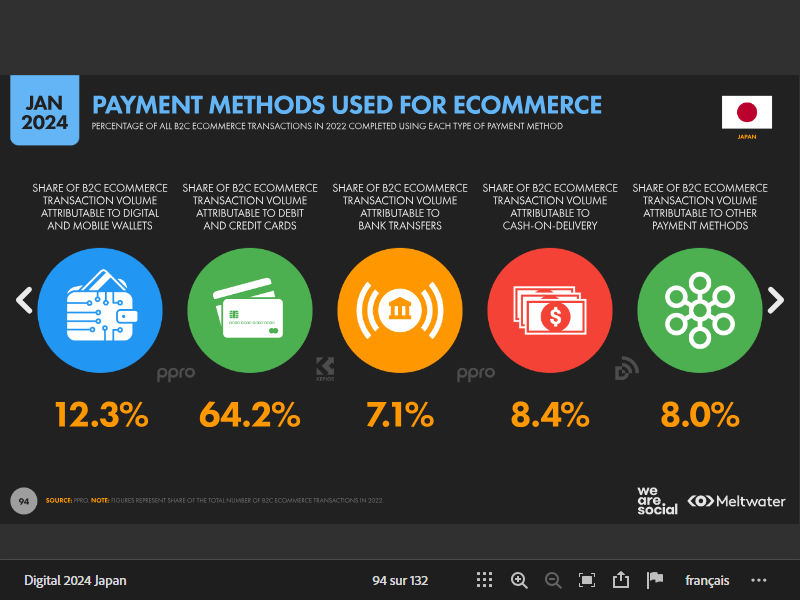 JAN
2024
PAYMENT METHODS USED FOR ECOMMERCE
PERCENTAGE OF ALL B2C ECOMMERCE TRANSACTIONS IN 2022 COMPLETED USING EACH TYPE OF PAYMENT METHOD
JAPAN
SHARE OF B2C ECOMMERCE
TRANSACTION VOLUME
ATTRIBUTABLE TO DIGITAL
AND MOBILE WALLETS
SHARE OF B2C ECOMMERCE
TRANSACTION VOLUME
ATTRIBUTABLE TO DEBIT
AND CREDIT CARDS
SHARE OF B2C ECOMMERCE
TRANSACTION VOLUME
ATTRIBUTABLE TO
BANK TRANSFERS
SHARE OF B2C ECOMMERCE
TRANSACTION VOLUME
ATTRIBUTABLE TO
CASH-ON-DELIVERY
SHARE OF B2C ECOMMERCE
TRANSACTION VOLUME
ATTRIBUTABLE TO OTHER
PAYMENT METHODS
$
ppro
KEPIOS
ppro
12.3%
64.2%
7.1%
8.4%
8.0%
94
SOURCE: PPRO. NOTE: FIGURES REPRESENT SHARE OF THE TOTAL NUMBER OF B2C ECOMMERCE TRANSACTIONS IN 2022.
we
are
social
Meltwater
Digital 2024 Japan
94 sur 132
français